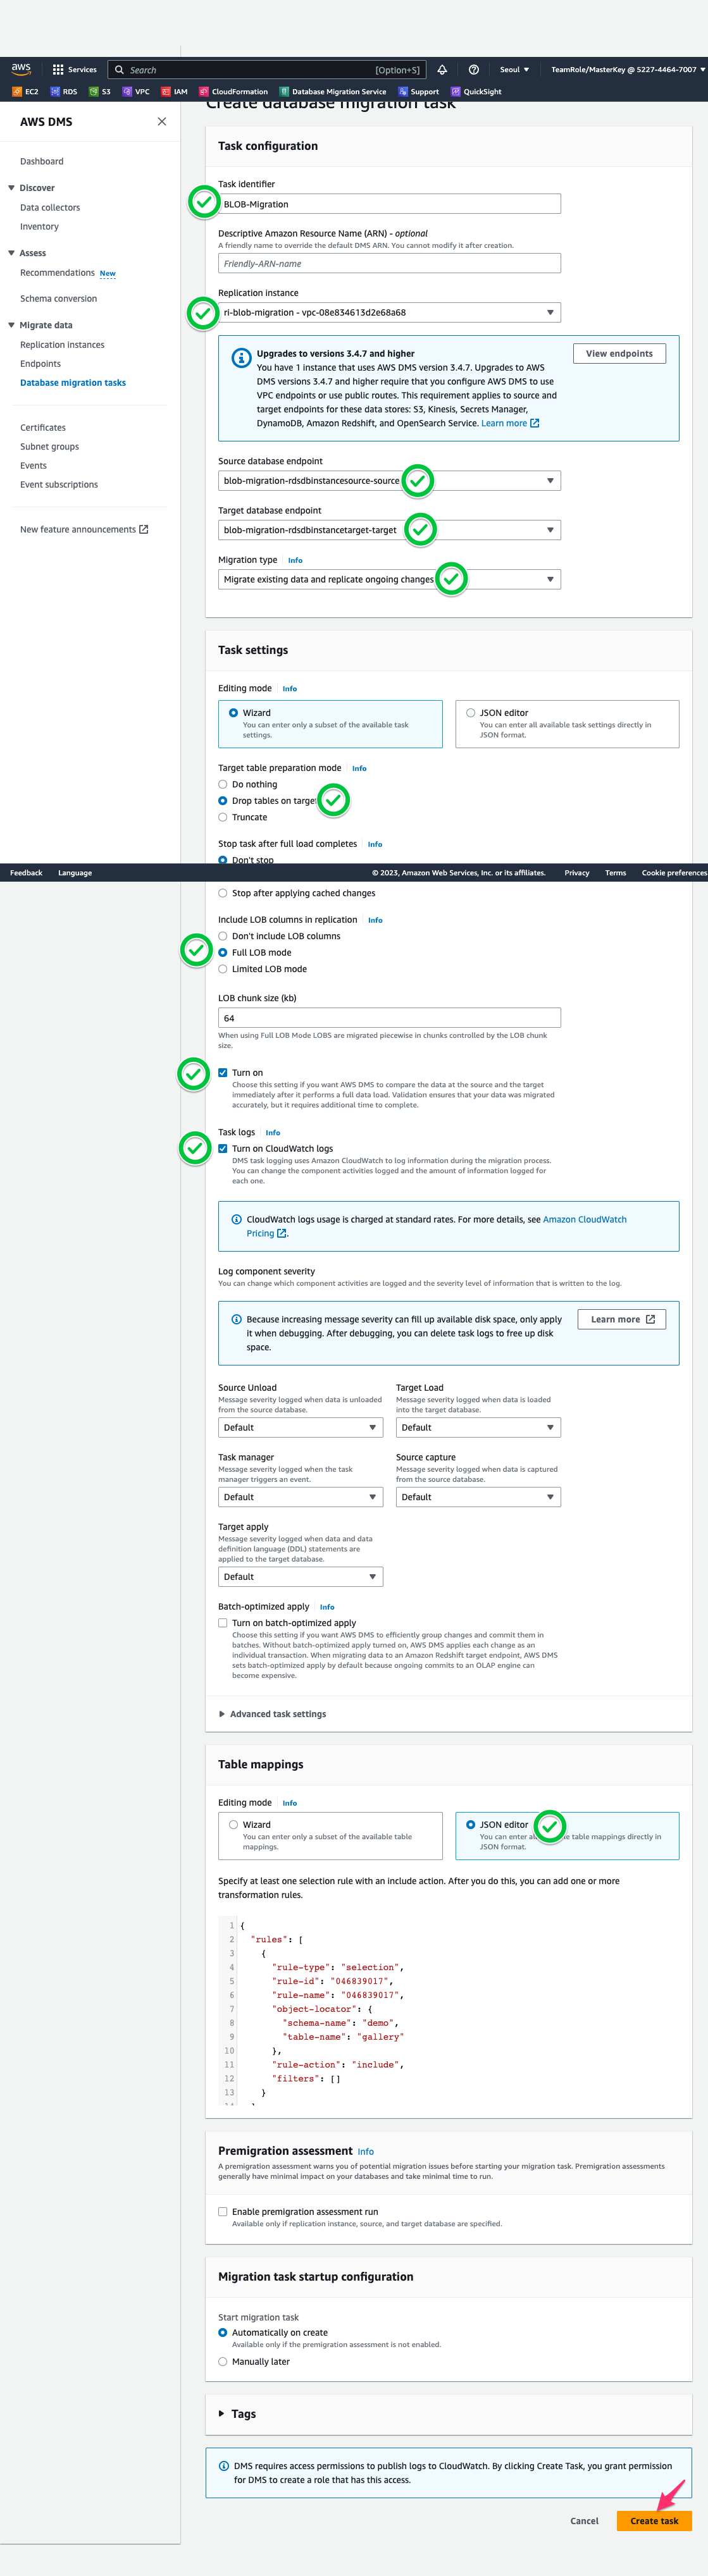 aws
Services
Search
[Option+S]
Seoul
TeamRole/MasterKey @ 5227-4464-7007
EC2
RDS
S3
VPC
IAM
CloudFormation
Database Migration Service
Support
QuickSight
Create database migration task
AWS DMS
Dashboard
Discover
Data collectors
Inventory
Assess
Recommendations New
Schema conversion
Migrate data
Replication instances
Endpoints
Database migration tasks
Certificates
Subnet groups
Events
Event subscriptions
New feature announcements
Task configuration
Task identifier
BLOB-Migration
Descriptive Amazon Resource Name (ARN) - optional
A friendly name to override the default DMS ARN. You cannot modify it after creation.
Friendly-ARN-name
Replication instance
ri-blob-migration - vpc-08e834613d2e68a68
Upgrades to versions 3.4.7 and higher
You have 1 instance that uses AWS DMS version 3.4.7. Upgrades to AWS
DMS versions 3.4.7 and higher require that you configure AWS DMS to use
VPC endpoints or use public routes. This requirement applies to source and
target endpoints for these data stores: S3, Kinesis, Secrets Manager,
DynamoDB, Amazon Redshift, and OpenSearch Service. Learn more
View endpoints
Source database endpoint
blob-migration-rdsdbinstancesource-source
Target database endpoint
blob-migration-rdsdbinstancetarget-target
Migration type Info
Migrate existing data and replicate ongoing changes
Task settings
Editing mode Info
Wizard
You can enter only a subset of the available task
settings.
JSON editor
You can enter all available task settings directly in
JSON format.
Target table preparation mode Info
Do nothing
Drop tables on target
Truncate
Stop task after full load completes Info
Don't stop
Feedback
Language
© 2023, Amazon Web Services, Inc. or its affiliates.
Privacy
Terms
Cookie preferences
Stop after applying cached changes
Include LOB columns in replication Info
Don't include LOB columns
Full LOB mode
Limited LOB mode
LOB chunk size (kb)
64
When using Full LOB Mode LOBS are migrated piecewise in chunks controlled by the LOB chunk
size.
Turn on
Choose this setting if you want AWS DMS to compare the data at the source and the target
immediately after it performs a full data load. Validation ensures that your data was migrated
accurately, but it requires additional time to complete.
Task logs Info
Turn on CloudWatch logs
DMS task logging uses Amazon CloudWatch to log information during the migration process.
You can change the component activities logged and the amount of information logged for
each one.
CloudWatch logs usage is charged at standard rates. For more details, see Amazon CloudWatch
Pricing.
Log component severity
You can change which component activities are logged and the severity level of information that is written to the log.
Because increasing message severity can fill up available disk space, only apply
it when debugging. After debugging, you can delete task logs to free up disk
space.
Learn more
Source Unload
Message severity logged when data is unloaded
from the source database.
Default
Target Load
Message severity logged when data is loaded
into the target database.
Default
Task manager
Message severity logged when the task
manager triggers an event.
Default
Source capture
Message severity logged when data is captured
from the source database.
Default
Target apply
Message severity logged when data and data
definition language (DDL) statements are
applied to the target database.
Default
Batch-optimized apply Info
Turn on batch-optimized apply
Choose this setting if you want AWS DMS to efficiently group changes and commit them in
batches. Without batch-optimized apply turned on, AWS DMS applies each change as an
individual transaction. When migrating data to an Amazon Redshift target endpoint, AWS DMS
sets batch-optimized apply by default because ongoing commits to an OLAP engine can
become expensive.
Advanced task settings
Table mappings
Editing mode Info
Wizard
You can enter only a subset of the available table
mappings.
JSON editor
You can enter al table mappings directly in
JSON format.
Specify at least one selection rule with an include action. After you do this, you can add one or more
transformation rules.
1 {
2 "rules": [
3 {
4 "rule-type": "selection",
5 "rule-id": "046839017",
6 "rule-name": "046839017",
7 "object-locator": {
8 "schema-name": "demo",
9 "table-name": "gallery"
10 },
11 "rule-action": "include",
12 "filters": []
13 }
Premigration assessment Info
A premigration assessment warns you of potential migration issues before starting your migration task. Premigration assessments
generally have minimal impact on your databases and take minimal time to run.
Enable premigration assessment run
Available only if replication instance, source, and target database are specified.
Migration task startup configuration
Start migration task
Automatically on create
Available only if the premigration assessment is not enabled.
Manually later
Tags
DMS requires access permissions to publish logs to CloudWatch. By clicking Create Task, you grant permission
for DMS to create a role that has this access.
Cancel
Create task